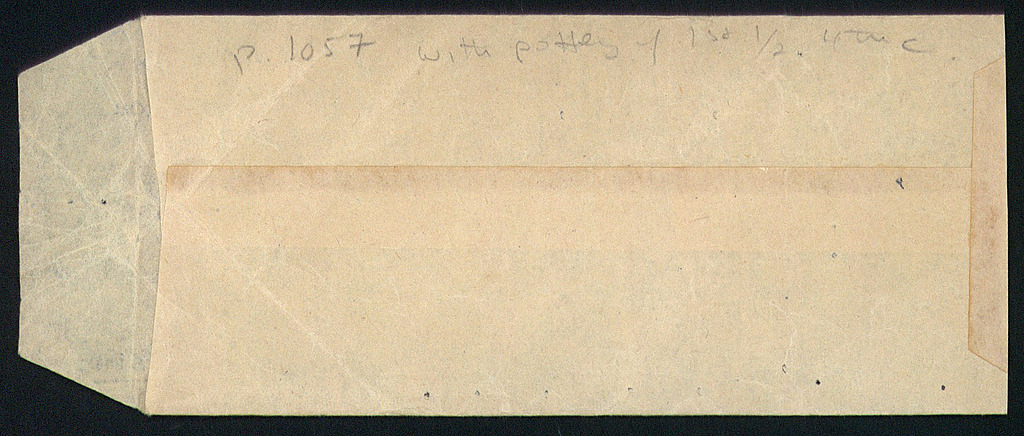 p. 1057 with pottery of 1st 1/2. 4th c.